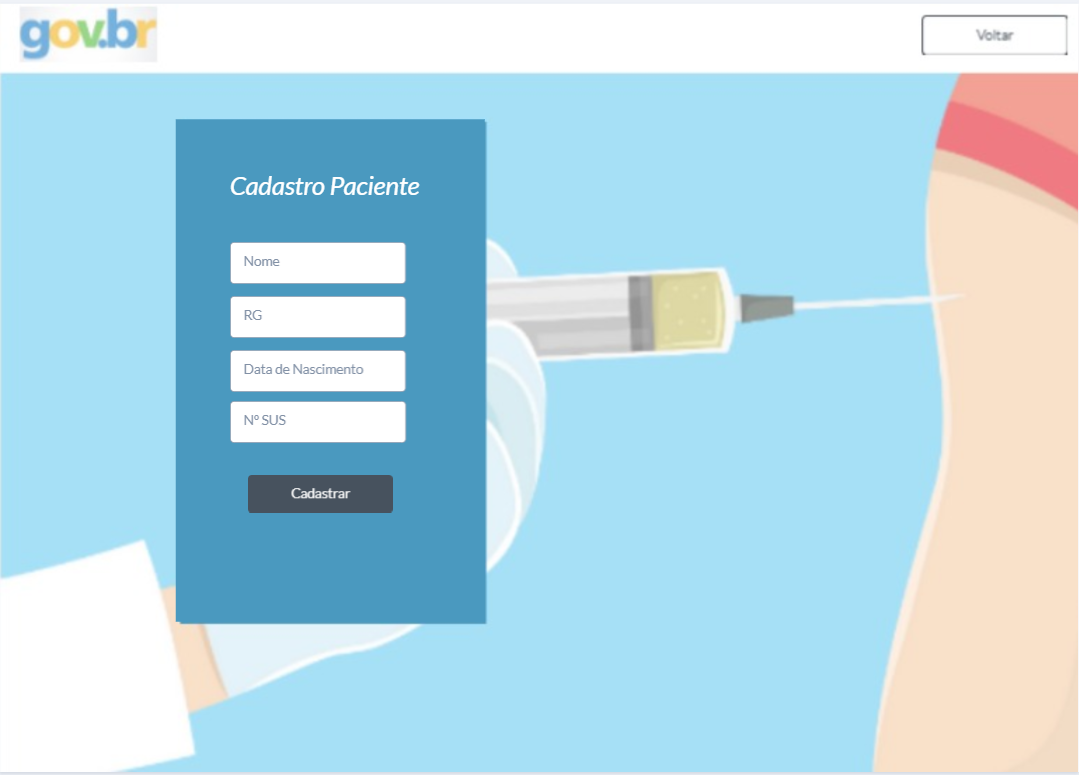 gov.br
Voltar
Cadastro Paciente
Nome
RG
Data de Nascimento
Nº SUS
Cadastrar